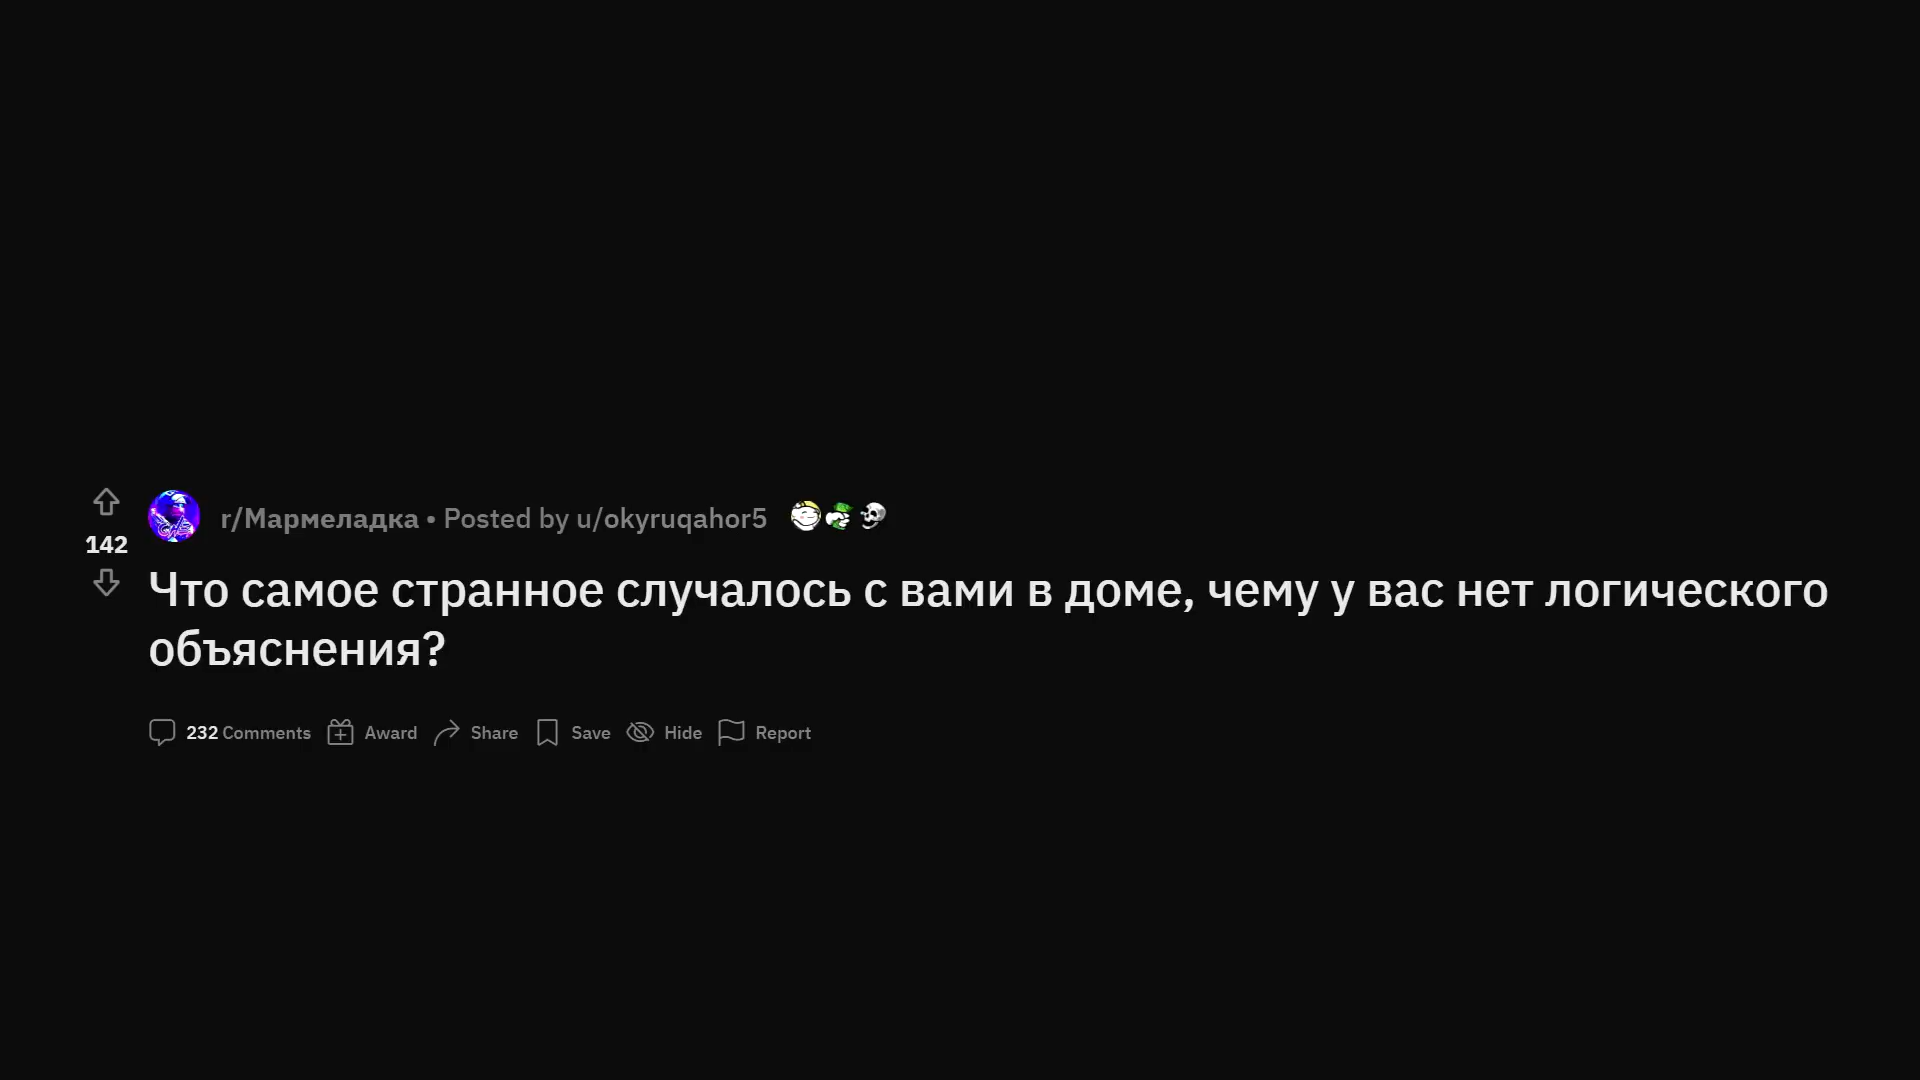 r/Мармеладка • Posted by u/okyruqahor5
142
Что самое странное случалось с вами в доме, чему у вас нет логического
объяснения?
232 Comments Award Share Save Hide Report